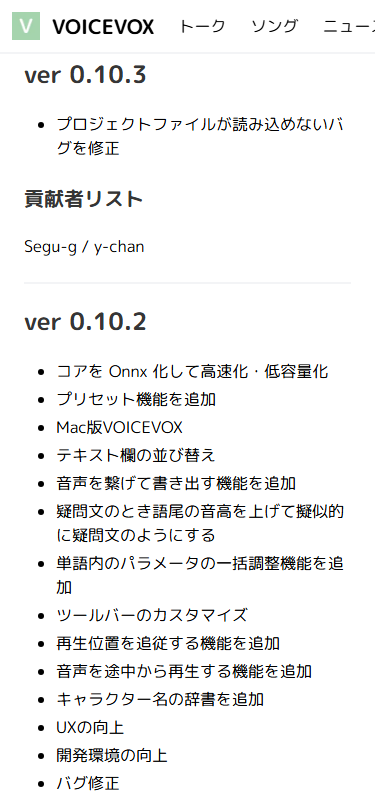 V VOICEVOX トーク ソング ニュース
ver 0.10.3
プロジェクトファイルが読み込めないバ
グを修正
貢献者リスト
Segu-g / y-chan
ver 0.10.2
コアを Onnx 化して高速化・低容量化
プリセット機能を追加
Mac版VOICEVOX
テキスト欄の並び替え
音声を繋げて書き出す機能を追加
疑問文のとき語尾の音高を上げて擬似的
に疑問文のようにする
単語内のパラメータの一括調整機能を追
加
ツールバーのカスタマイズ
再生位置を追従する機能を追加
音声を途中から再生する機能を追加
キャラクター名の辞書を追加
UXの向上
開発環境の向上
バグ修正